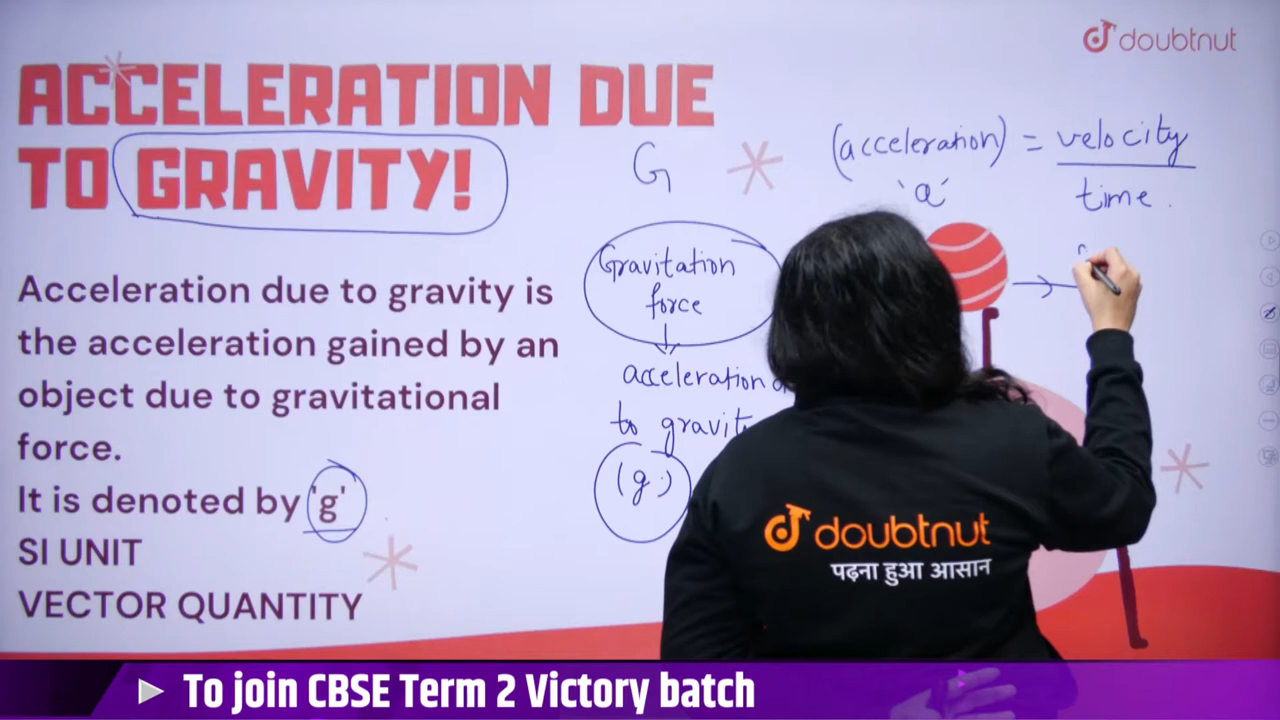 doubtnut
ACCELERATION DUE
TO GRAVITY!
Acceleration due to gravity is
the acceleration gained by an
object due to gravitational
force.
It is denoted by 'g'
SI UNIT
VECTOR QUANTITY
G
Gravitation
force
acceleration
to gravity
(g)
(acceleration) = velocity
'a' time.
doubtnut
पढ़ना हुआ आसान
To join CBSE Term 2 Victory batch